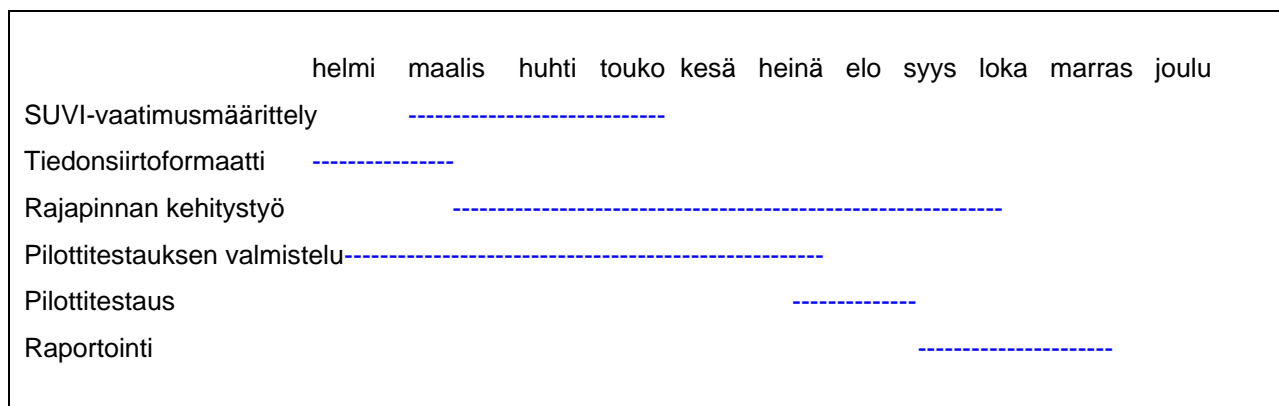 helmi maalis huhti touko kesä heinä elo syys loka marras joulu
SUVI-vaatimusmäärittely -----------------------------
Tiedonsiirtoformaatti ----------------
Rajapinnan kehitystyö --------------------------------------------------------------
Pilottitestauksen valmistelu------------------------------------------------------
Pilottitestaus --------------
Raportointi ----------------------